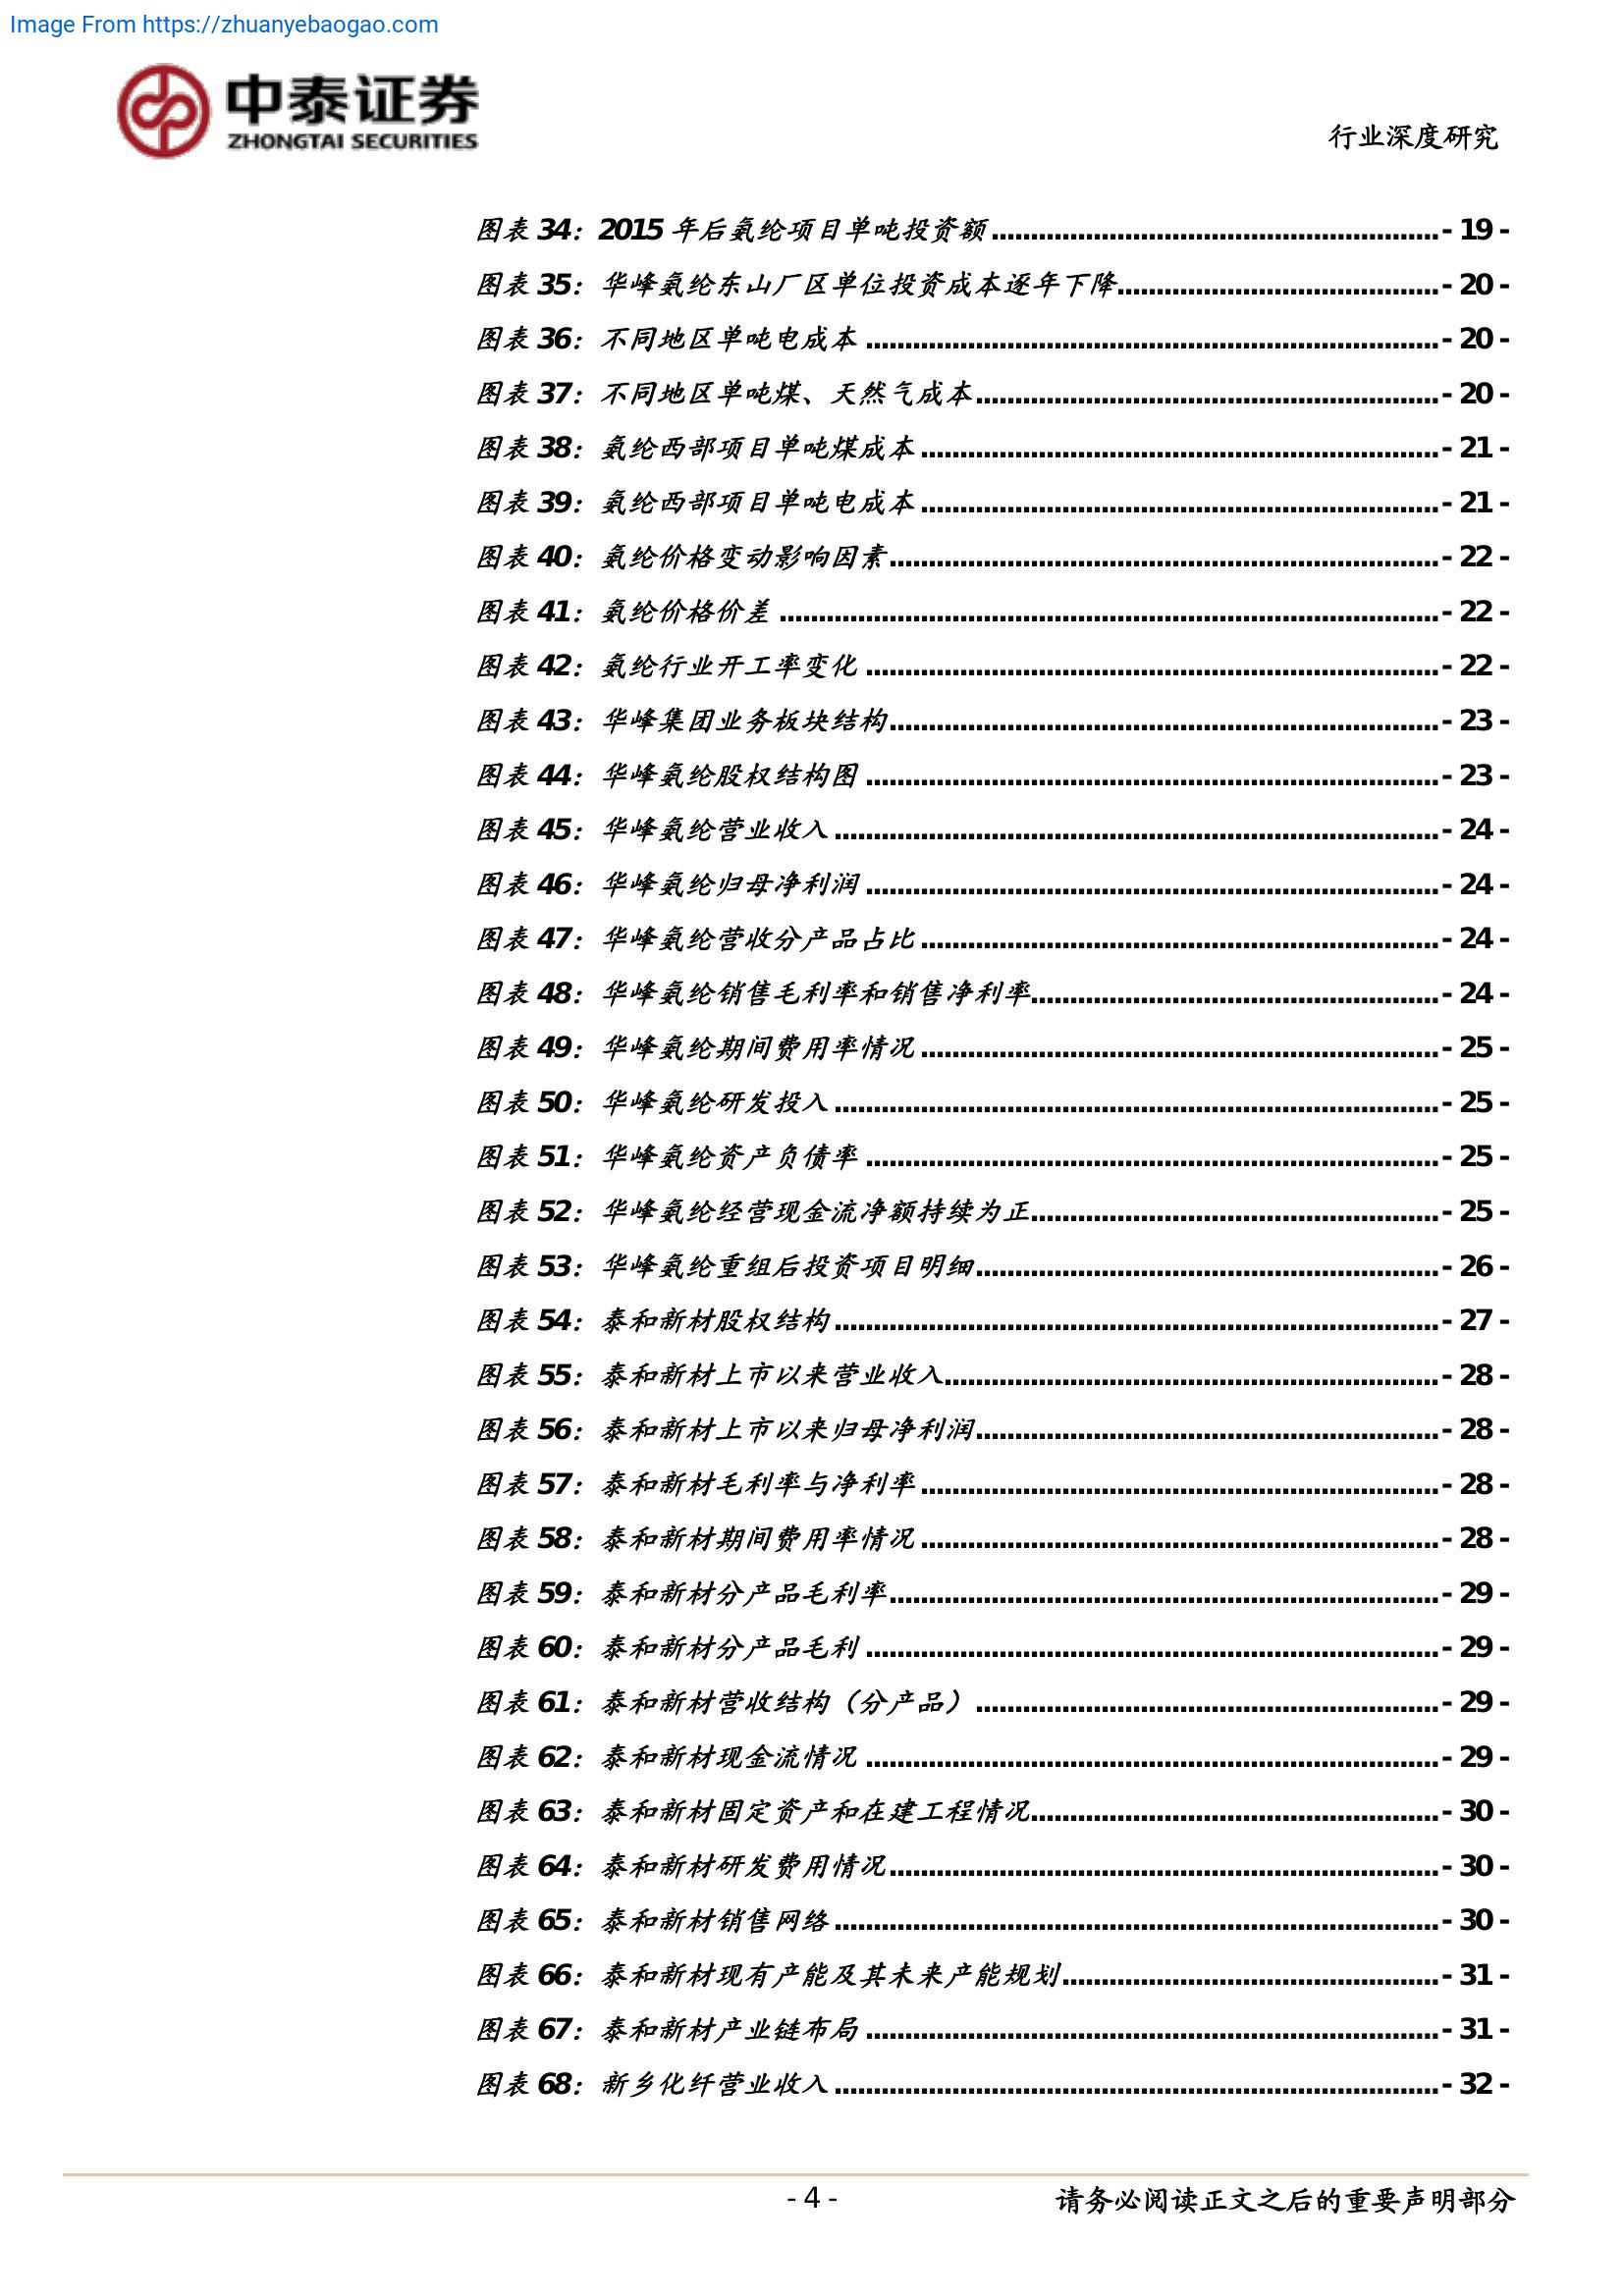 Image From https://zhuanyebaogao.com
中泰证券
ZHONGTAI SECURITIES
行业深度研究
图表 34：2015 年后氨纶项目单吨投资额 - 19 -
图表 35：华峰氨纶东山厂区单位投资成本逐年下降 - 20 -
图表 36：不同地区单吨电成本 - 20 -
图表 37：不同地区单吨煤、天然气成本 - 20 -
图表 38：氨纶西部项目单吨煤成本 - 21 -
图表 39：氨纶西部项目单吨电成本 - 21 -
图表 40：氨纶价格变动影响因素 - 22 -
图表 41：氨纶价格价差 - 22 -
图表 42：氨纶行业开工率变化 - 22 -
图表 43：华峰集团业务板块结构 - 23 -
图表 44：华峰氨纶股权结构图 - 23 -
图表 45：华峰氨纶营业收入 - 24 -
图表 46：华峰氨纶归母净利润 - 24 -
图表 47：华峰氨纶营收分产品占比 - 24 -
图表 48：华峰氨纶销售毛利率和销售净利率 - 24 -
图表 49：华峰氨纶期间费用率情况 - 25 -
图表 50：华峰氨纶研发投入 - 25 -
图表 51：华峰氨纶资产负债率 - 25 -
图表 52：华峰氨纶经营现金流净额持续为正 - 25 -
图表 53：华峰氨纶重组后投资项目明细 - 26 -
图表 54：泰和新材股权结构 - 27 -
图表 55：泰和新材上市以来营业收入 - 28 -
图表 56：泰和新材上市以来归母净利润 - 28 -
图表 57：泰和新材毛利率与净利率 - 28 -
图表 58：泰和新材期间费用率情况 - 28 -
图表 59：泰和新材分产品毛利率 - 29 -
图表 60：泰和新材分产品毛利 - 29 -
图表 61：泰和新材营收结构（分产品） - 29 -
图表 62：泰和新材现金流情况 - 29 -
图表 63：泰和新材固定资产和在建工程情况 - 30 -
图表 64：泰和新材研发费用情况 - 30 -
图表 65：泰和新材销售网络 - 30 -
图表 66：泰和新材现有产能及其未来产能规划 - 31 -
图表 67：泰和新材产业链布局 - 31 -
图表 68：新乡化纤营业收入 - 32 -
- 4 -
请务必阅读正文之后的重要声明部分